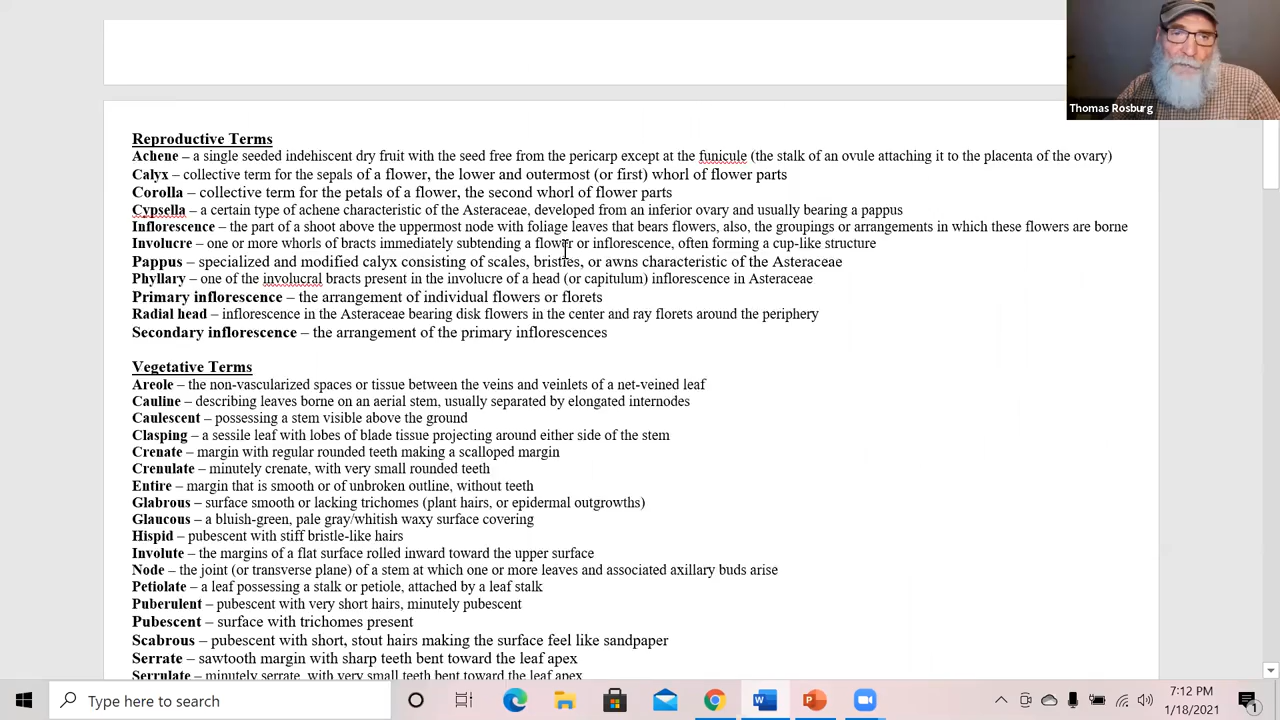 Thomas Rosburg
Reproductive Terms
Achene – a single seeded indehiscent dry fruit with the seed free from the pericarp except at the funicule (the stalk of an ovule attaching it to the placenta of the ovary)
Calyx – collective term for the sepals of a flower, the lower and outermost (or first) whorl of flower parts
Corolla – collective term for the petals of a flower, the second whorl of flower parts
Cypsella – a certain type of achene characteristic of the Asteraceae, developed from an inferior ovary and usually bearing a pappus
Inflorescence – the part of a shoot above the uppermost node with foliage leaves that bears flowers, also, the groupings or arrangements in which these flowers are borne
Involucre – one or more whorls of bracts immediately subtending a flower or inflorescence, often forming a cup-like structure
Pappus – specialized and modified calyx consisting of scales, bristles, or awns characteristic of the Asteraceae
Phyllary – one of the involucral bracts present in the involucre of a head (or capitulum) inflorescence in Asteraceae
Primary inflorescence – the arrangement of individual flowers or florets
Radial head – inflorescence in the Asteraceae bearing disk flowers in the center and ray florets around the periphery
Secondary inflorescence – the arrangement of the primary inflorescences
Vegetative Terms
Areole – the non-vascularized spaces or tissue between the veins and veinlets of a net-veined leaf
Cauline – describing leaves borne on an aerial stem, usually separated by elongated internodes
Caulescent – possessing a stem visible above the ground
Clasping – a sessile leaf with lobes of blade tissue projecting around either side of the stem
Crenate – margin with regular rounded teeth making a scalloped margin
Crenulate – minutely crenate, with very small rounded teeth
Entire – margin that is smooth or of unbroken outline, without teeth
Glabrous – surface smooth or lacking trichomes (plant hairs, or epidermal outgrowths)
Glaucous – a bluish-green, pale gray/whitish waxy surface covering
Hispid – pubescent with stiff bristle-like hairs
Involute – the margins of a flat surface rolled inward toward the upper surface
Node – the joint (or transverse plane) of a stem at which one or more leaves and associated axillary buds arise
Petiolate – a leaf possessing a stalk or petiole, attached by a leaf stalk
Puberulent – pubescent with very short hairs, minutely pubescent
Pubescent – surface with trichomes present
Scabrous – pubescent with short, stout hairs making the surface feel like sandpaper
Serrate – sawtooth margin with sharp teeth bent toward the leaf apex
Serrulate – minutely serrate, with very small teeth bent toward the leaf apex
Type here to search
7:12 PM
1/18/2021
1